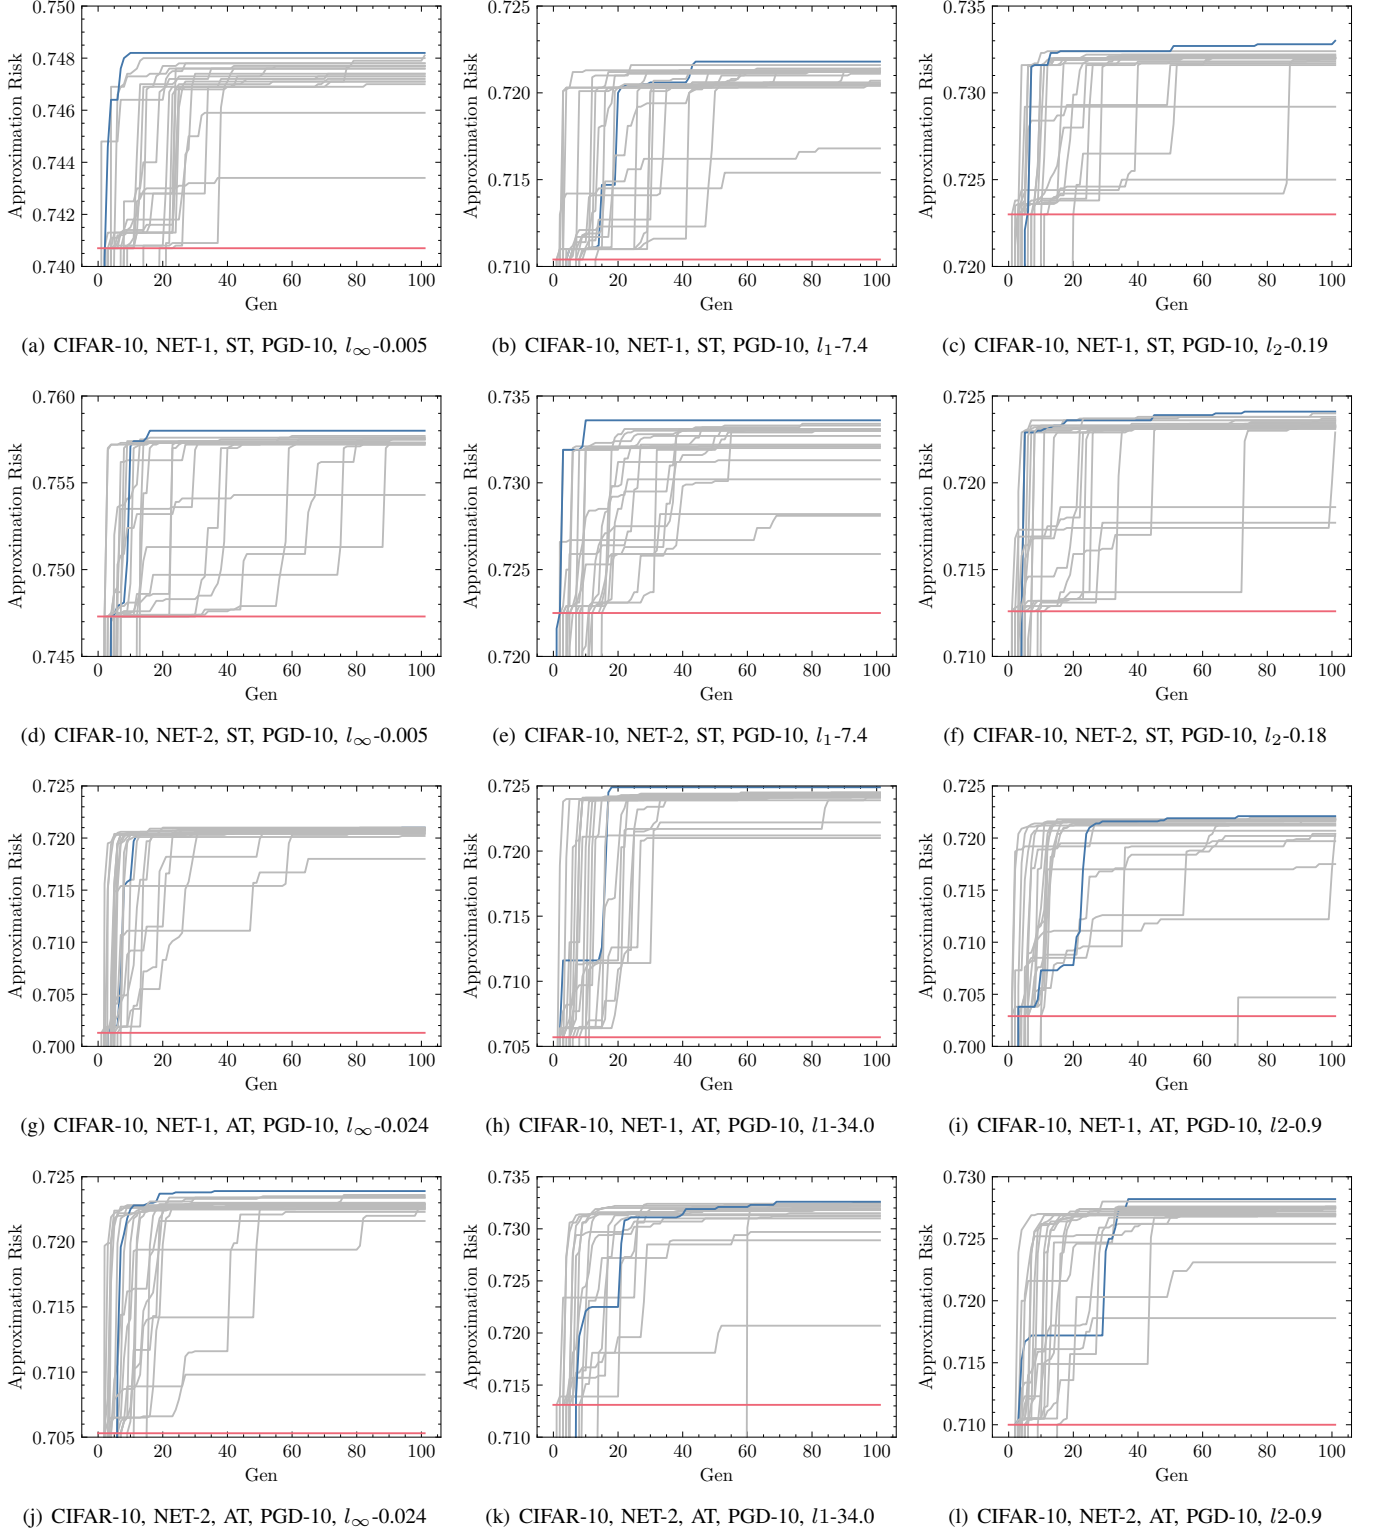 0.750
0.748
0.746
0.744
0.742
0.740
Approximation Risk
0 20 40 60 80 100
Gen
(a) CIFAR-10, NET-1, ST, PGD-10, l∞-0.005
0.725
0.720
0.715
0.710
Approximation Risk
0 20 40 60 80 100
Gen
(b) CIFAR-10, NET-1, ST, PGD-10, l₁-7.4
0.735
0.730
0.725
0.720
Approximation Risk
0 20 40 60 80 100
Gen
(c) CIFAR-10, NET-1, ST, PGD-10, l₂-0.19
0.760
0.755
0.750
0.745
Approximation Risk
0 20 40 60 80 100
Gen
(d) CIFAR-10, NET-2, ST, PGD-10, l∞-0.005
0.735
0.730
0.725
0.720
Approximation Risk
0 20 40 60 80 100
Gen
(e) CIFAR-10, NET-2, ST, PGD-10, l₁-7.4
0.725
0.720
0.715
0.710
Approximation Risk
0 20 40 60 80 100
Gen
(f) CIFAR-10, NET-2, ST, PGD-10, l₂-0.18
0.725
0.720
0.715
0.710
0.705
0.700
Approximation Risk
0 20 40 60 80 100
Gen
(g) CIFAR-10, NET-1, AT, PGD-10, l∞-0.024
0.725
0.720
0.715
0.710
0.705
Approximation Risk
0 20 40 60 80 100
Gen
(h) CIFAR-10, NET-1, AT, PGD-10, l1-34.0
0.725
0.720
0.715
0.710
0.705
0.700
Approximation Risk
0 20 40 60 80 100
Gen
(i) CIFAR-10, NET-1, AT, PGD-10, l2-0.9
0.725
0.720
0.715
0.710
0.705
Approximation Risk
0 20 40 60 80 100
Gen
(j) CIFAR-10, NET-2, AT, PGD-10, l∞-0.024
0.735
0.730
0.725
0.720
0.715
0.710
Approximation Risk
0 20 40 60 80 100
Gen
(k) CIFAR-10, NET-2, AT, PGD-10, l1-34.0
0.730
0.725
0.720
0.715
0.710
Approximation Risk
0 20 40 60 80 100
Gen
(l) CIFAR-10, NET-2, AT, PGD-10, l2-0.9